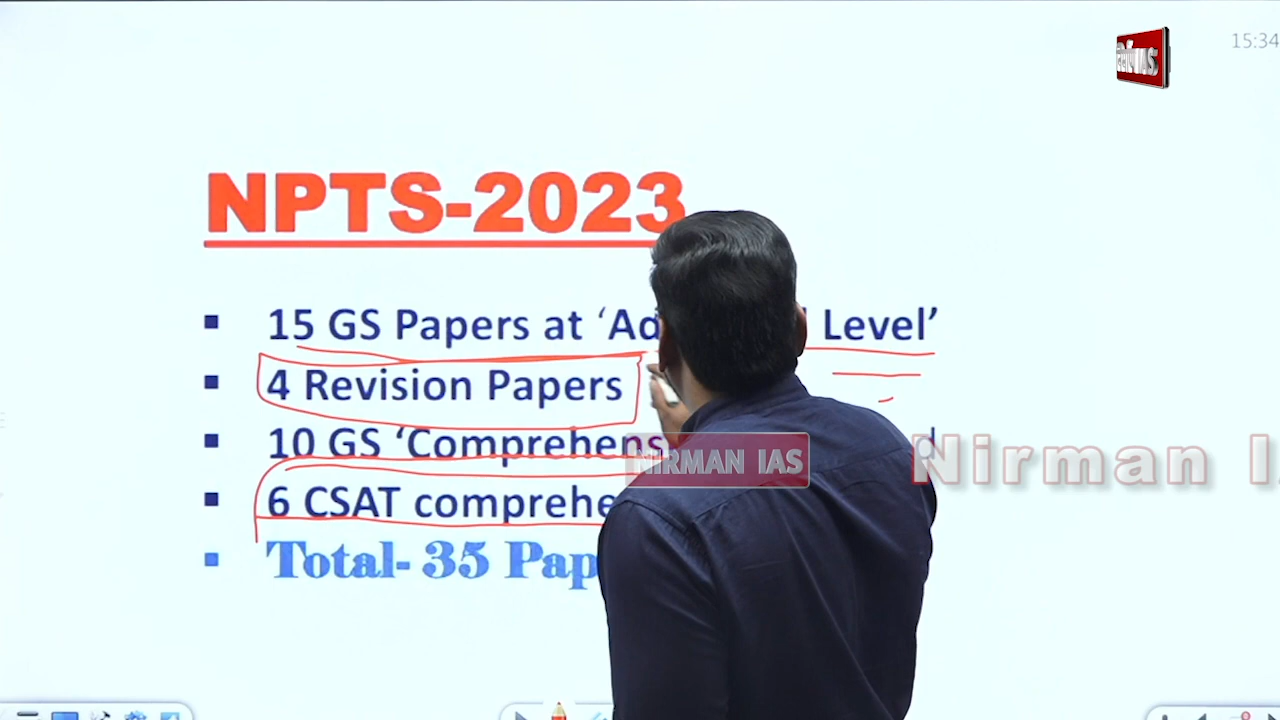 15:34
NPTS-2023
15 GS Papers at ‘Ad Level’
4 Revision Papers
10 GS ‘Comprehens d
NIRMAN IAS
Nirman I
6 CSAT comprehe
Total- 35 Pap